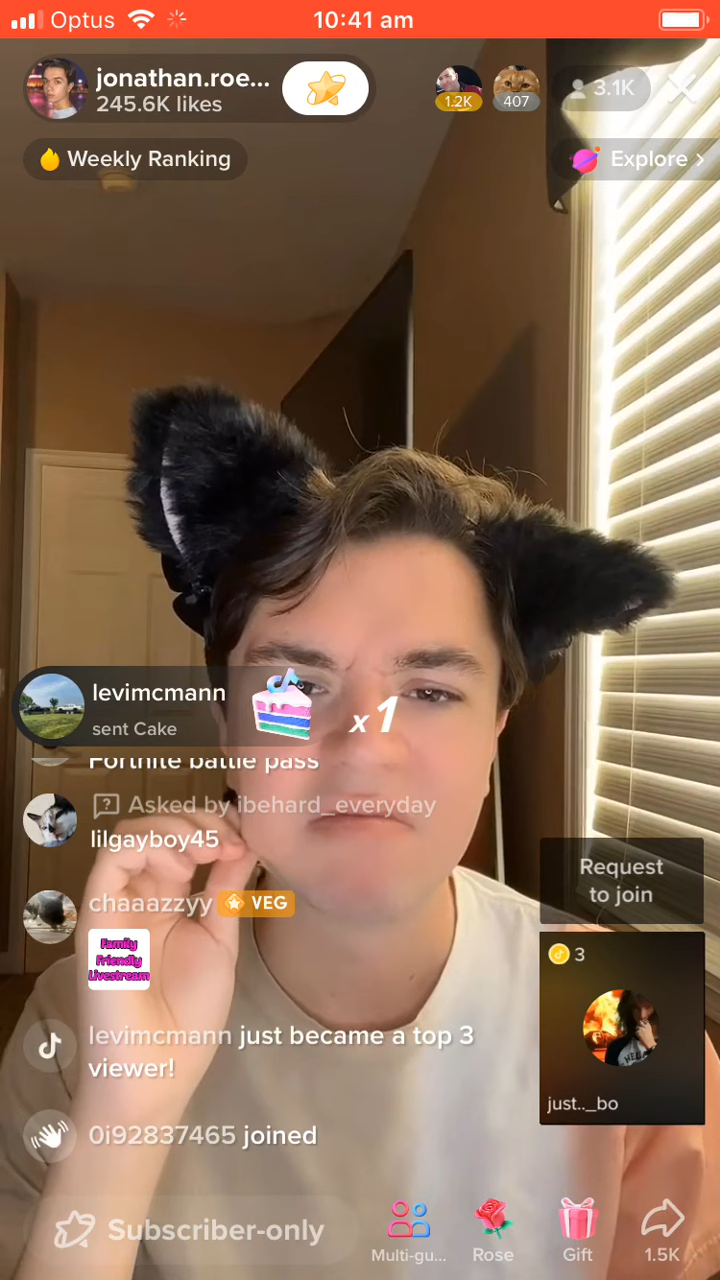 Optus
10:41 am
jonathan.roe...
245.6K likes
1.2K
407
3.1K
Weekly Ranking
Explore >
levimcmann
sent Cake
x1
Fortnite battle pass
Asked by ibehard_everyday
lilgayboy45
chaaazzyy VEG
Family
Friendly
Livestream
levimcmann just became a top 3
viewer!
0i92837465 joined
Request
to join
3
just.._bo
Subscriber-only
Multi-gu...
Rose
Gift
1.5K